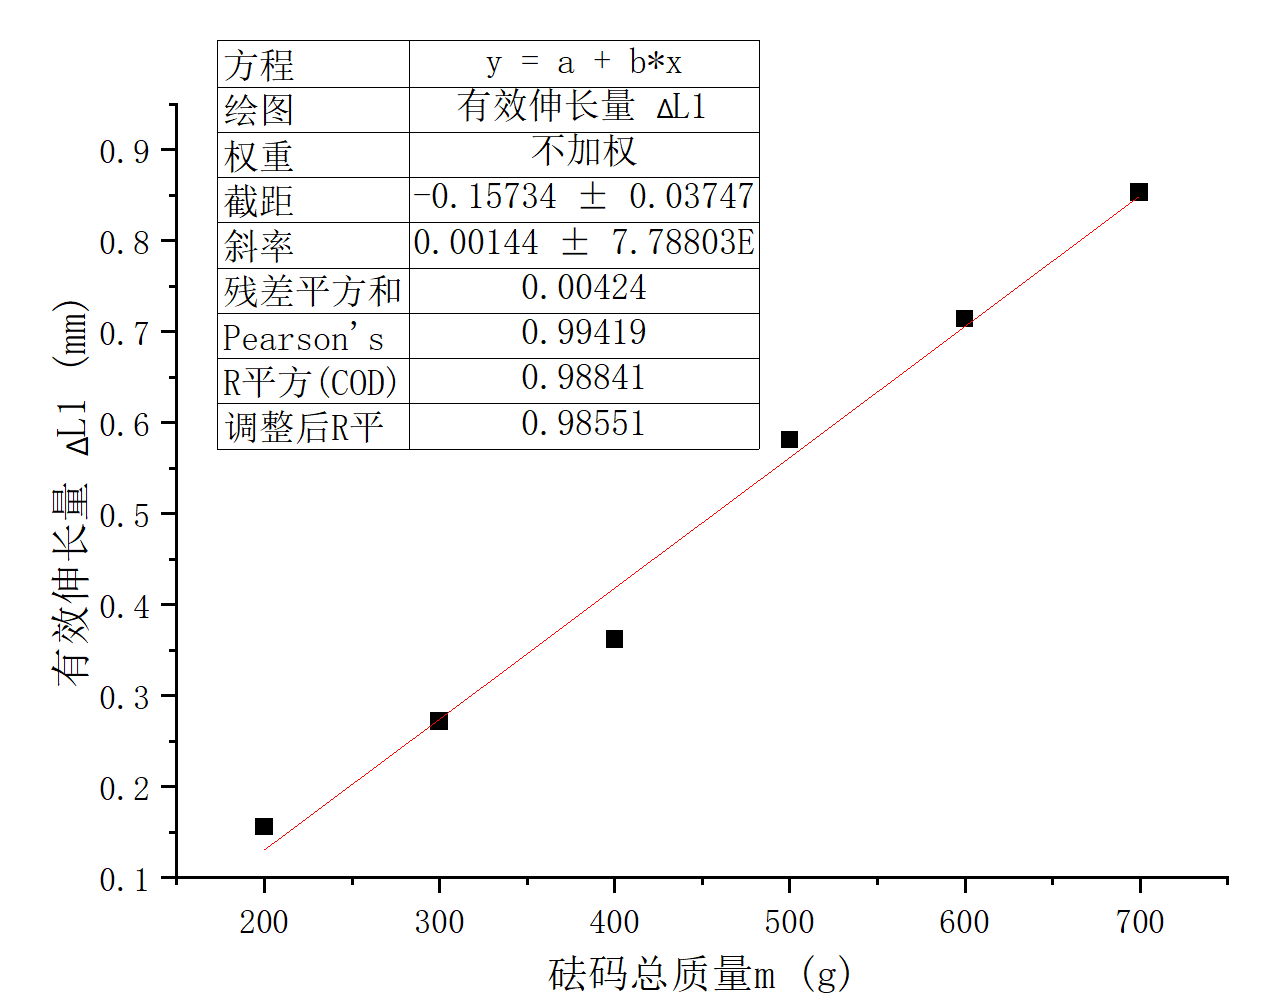 方程 y = a + b*x
绘图 有效伸长量 ΔL1
权重 不加权
截距 -0.15734 ± 0.03747
斜率 0.00144 ± 7.78803E
残差平方和 0.00424
Pearson's 0.99419
R平方(COD) 0.98841
调整后R平 0.98551
有效伸长量 ΔL1 (mm)
0.9
0.8
0.7
0.6
0.5
0.4
0.3
0.2
0.1
200 300 400 500 600 700
砝码总质量m (g)